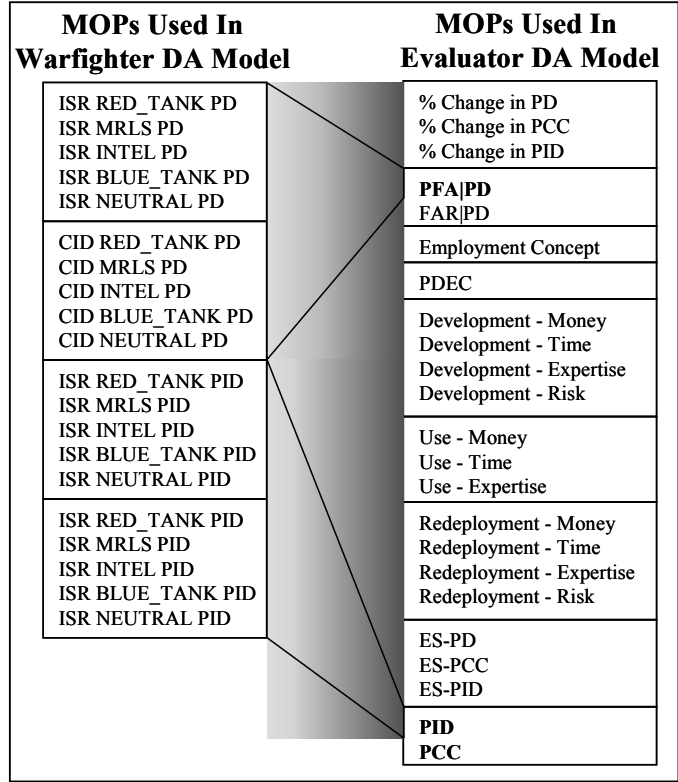 MOPs Used In
Warfighter DA Model
ISR RED_TANK PD
ISR MRLS PD
ISR INTEL PD
ISR BLUE_TANK PD
ISR NEUTRAL PD
CID RED_TANK PD
CID MRLS PD
CID INTEL PD
CID BLUE_TANK PD
CID NEUTRAL PD
ISR RED_TANK PID
ISR MRLS PID
ISR INTEL PID
ISR BLUE_TANK PID
ISR NEUTRAL PID
ISR RED_TANK PID
ISR MRLS PID
ISR INTEL PID
ISR BLUE_TANK PID
ISR NEUTRAL PID
MOPs Used In
Evaluator DA Model
% Change in PD
% Change in PCC
% Change in PID
PFA|PD
FAR|PD
Employment Concept
PDEC
Development - Money
Development - Time
Development - Expertise
Development - Risk
Use - Money
Use - Time
Use - Expertise
Redeployment - Money
Redeployment - Time
Redeployment - Expertise
Redeployment - Risk
ES-PD
ES-PCC
ES-PID
PID
PCC